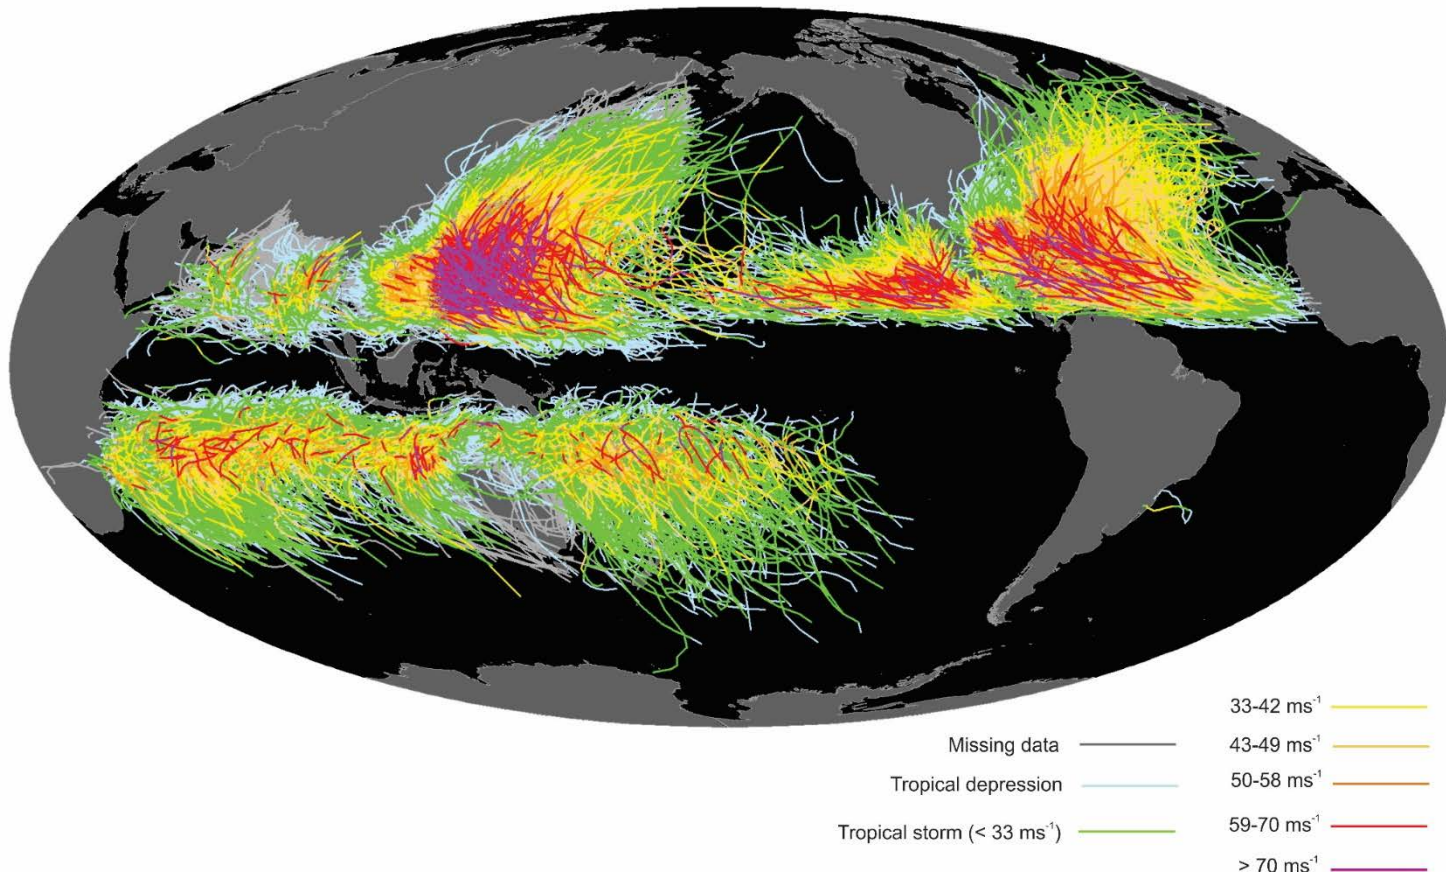 Missing data
Tropical depression
Tropical storm (< 33 ms⁻¹)
33-42 ms⁻¹
43-49 ms⁻¹
50-58 ms⁻¹
59-70 ms⁻¹
> 70 ms⁻¹